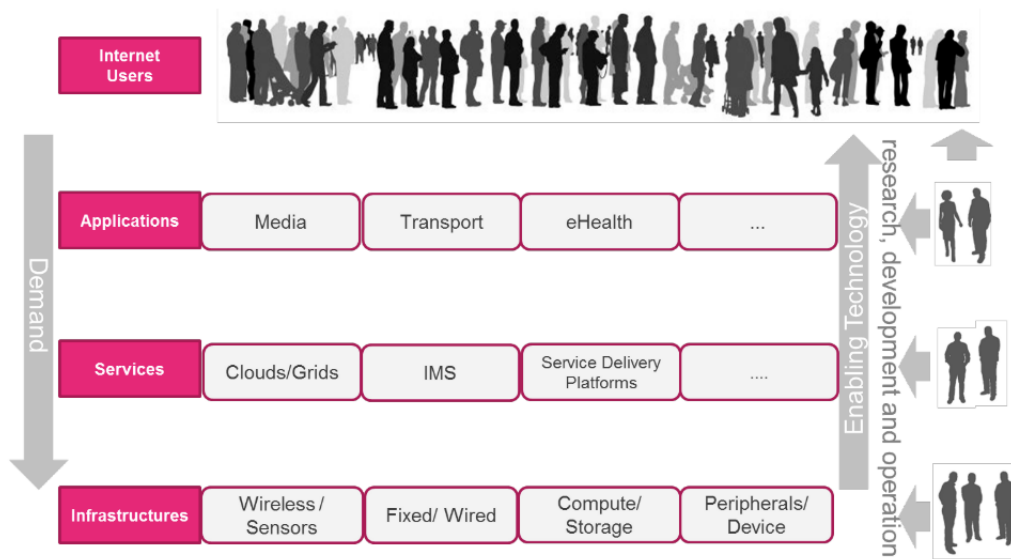 Internet
Users
Applications
Media
Transport
eHealth
...
Services
Clouds/Grids
IMS
Service Delivery
Platforms
....
Infrastructures
Wireless /
Sensors
Fixed/ Wired
Compute/
Storage
Peripherals/
Device
Demand
Enabling Technology
research, development and operation